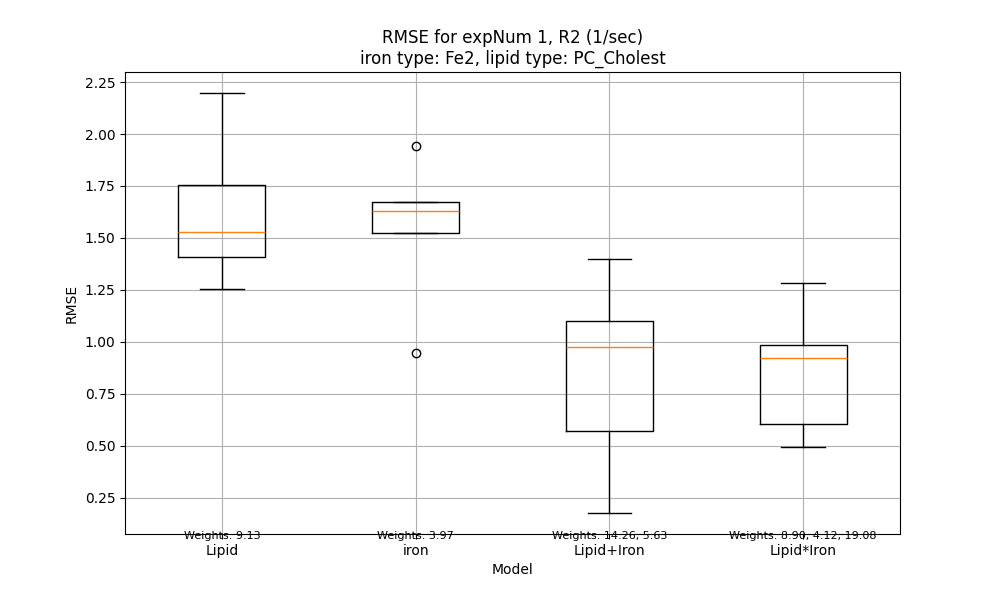 RMSE for expNum 1, R2 (1/sec)
iron type: Fe2, lipid type: PC_Cholest
2.25
2.00
1.75
1.50
1.25
1.00
0.75
0.50
0.25
RMSE
Weights: 9.13
Weights: 3.97
Weights: 14.26, 5.63
Weights: 8.90, 4.12, 19.08
Lipid
iron
Lipid+Iron
Lipid*Iron
Model